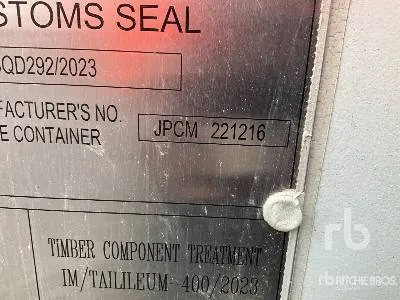 STOMS SEAL
QD292/2023
FACTURER'S NO.
E CONTAINER
JPCM 221216
TIMBER COMPONENT TREATMENT
IM/TAILILEUM 400/2023
rb
RITCHIE BROS